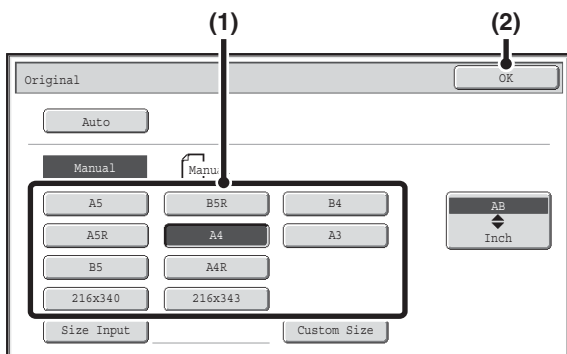 (1) (2)
Original OK
Auto
Manual Manual
A5 B5R B4
A5R A4 A3
B5 A4R
216x340 216x343
AB
Inch
Size Input Custom Size